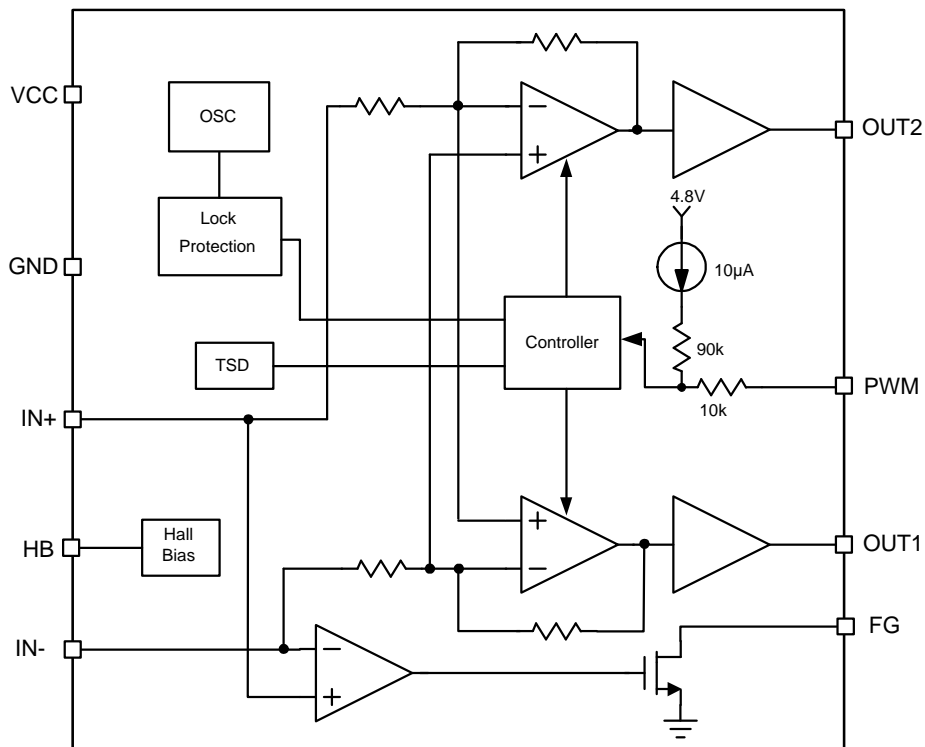 VCC
OSC
OUT2
4.8V
Lock
Protection
GND
10µA
Controller
90k
TSD
PWM
10k
IN+
Hall
Bias
HB
OUT1
FG
IN-
−
+
+
−
−
+